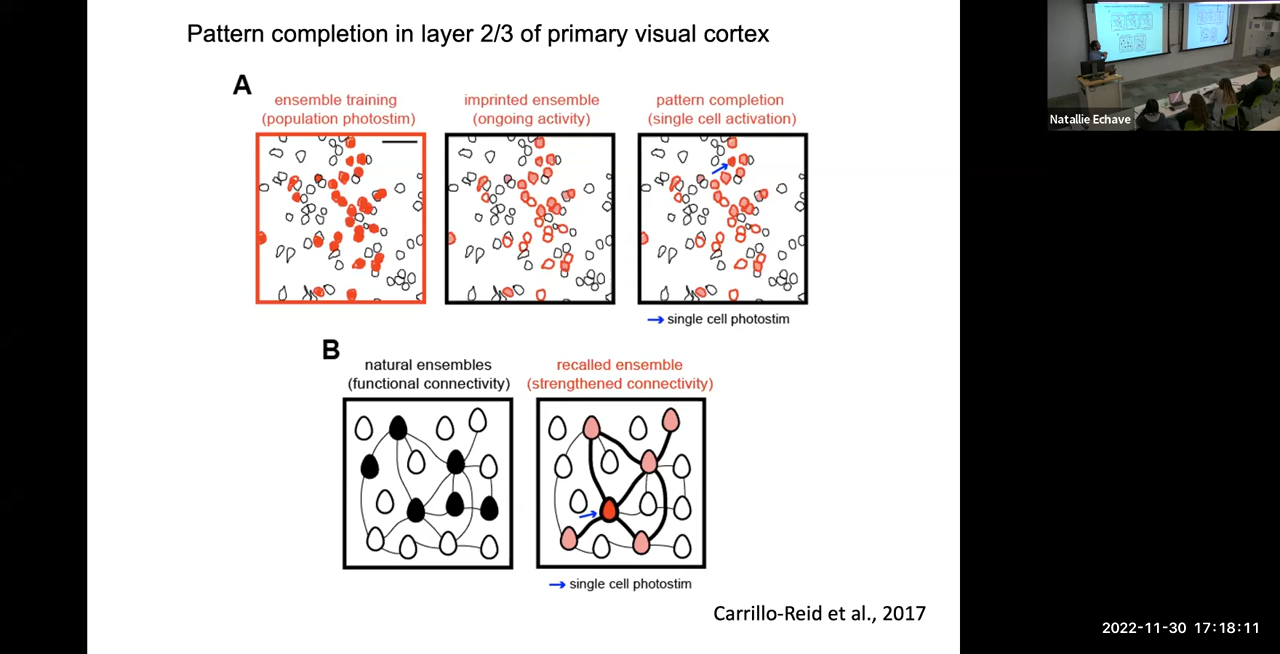 Pattern completion in layer 2/3 of primary visual cortex
A
ensemble training
(population photostim)
imprinted ensemble
(ongoing activity)
pattern completion
(single cell activation)
→ single cell photostim
B
natural ensembles
(functional connectivity)
recalled ensemble
(strengthened connectivity)
→ single cell photostim
Carrillo-Reid et al., 2017
Natallie Echave
2022-11-30 17:18:11